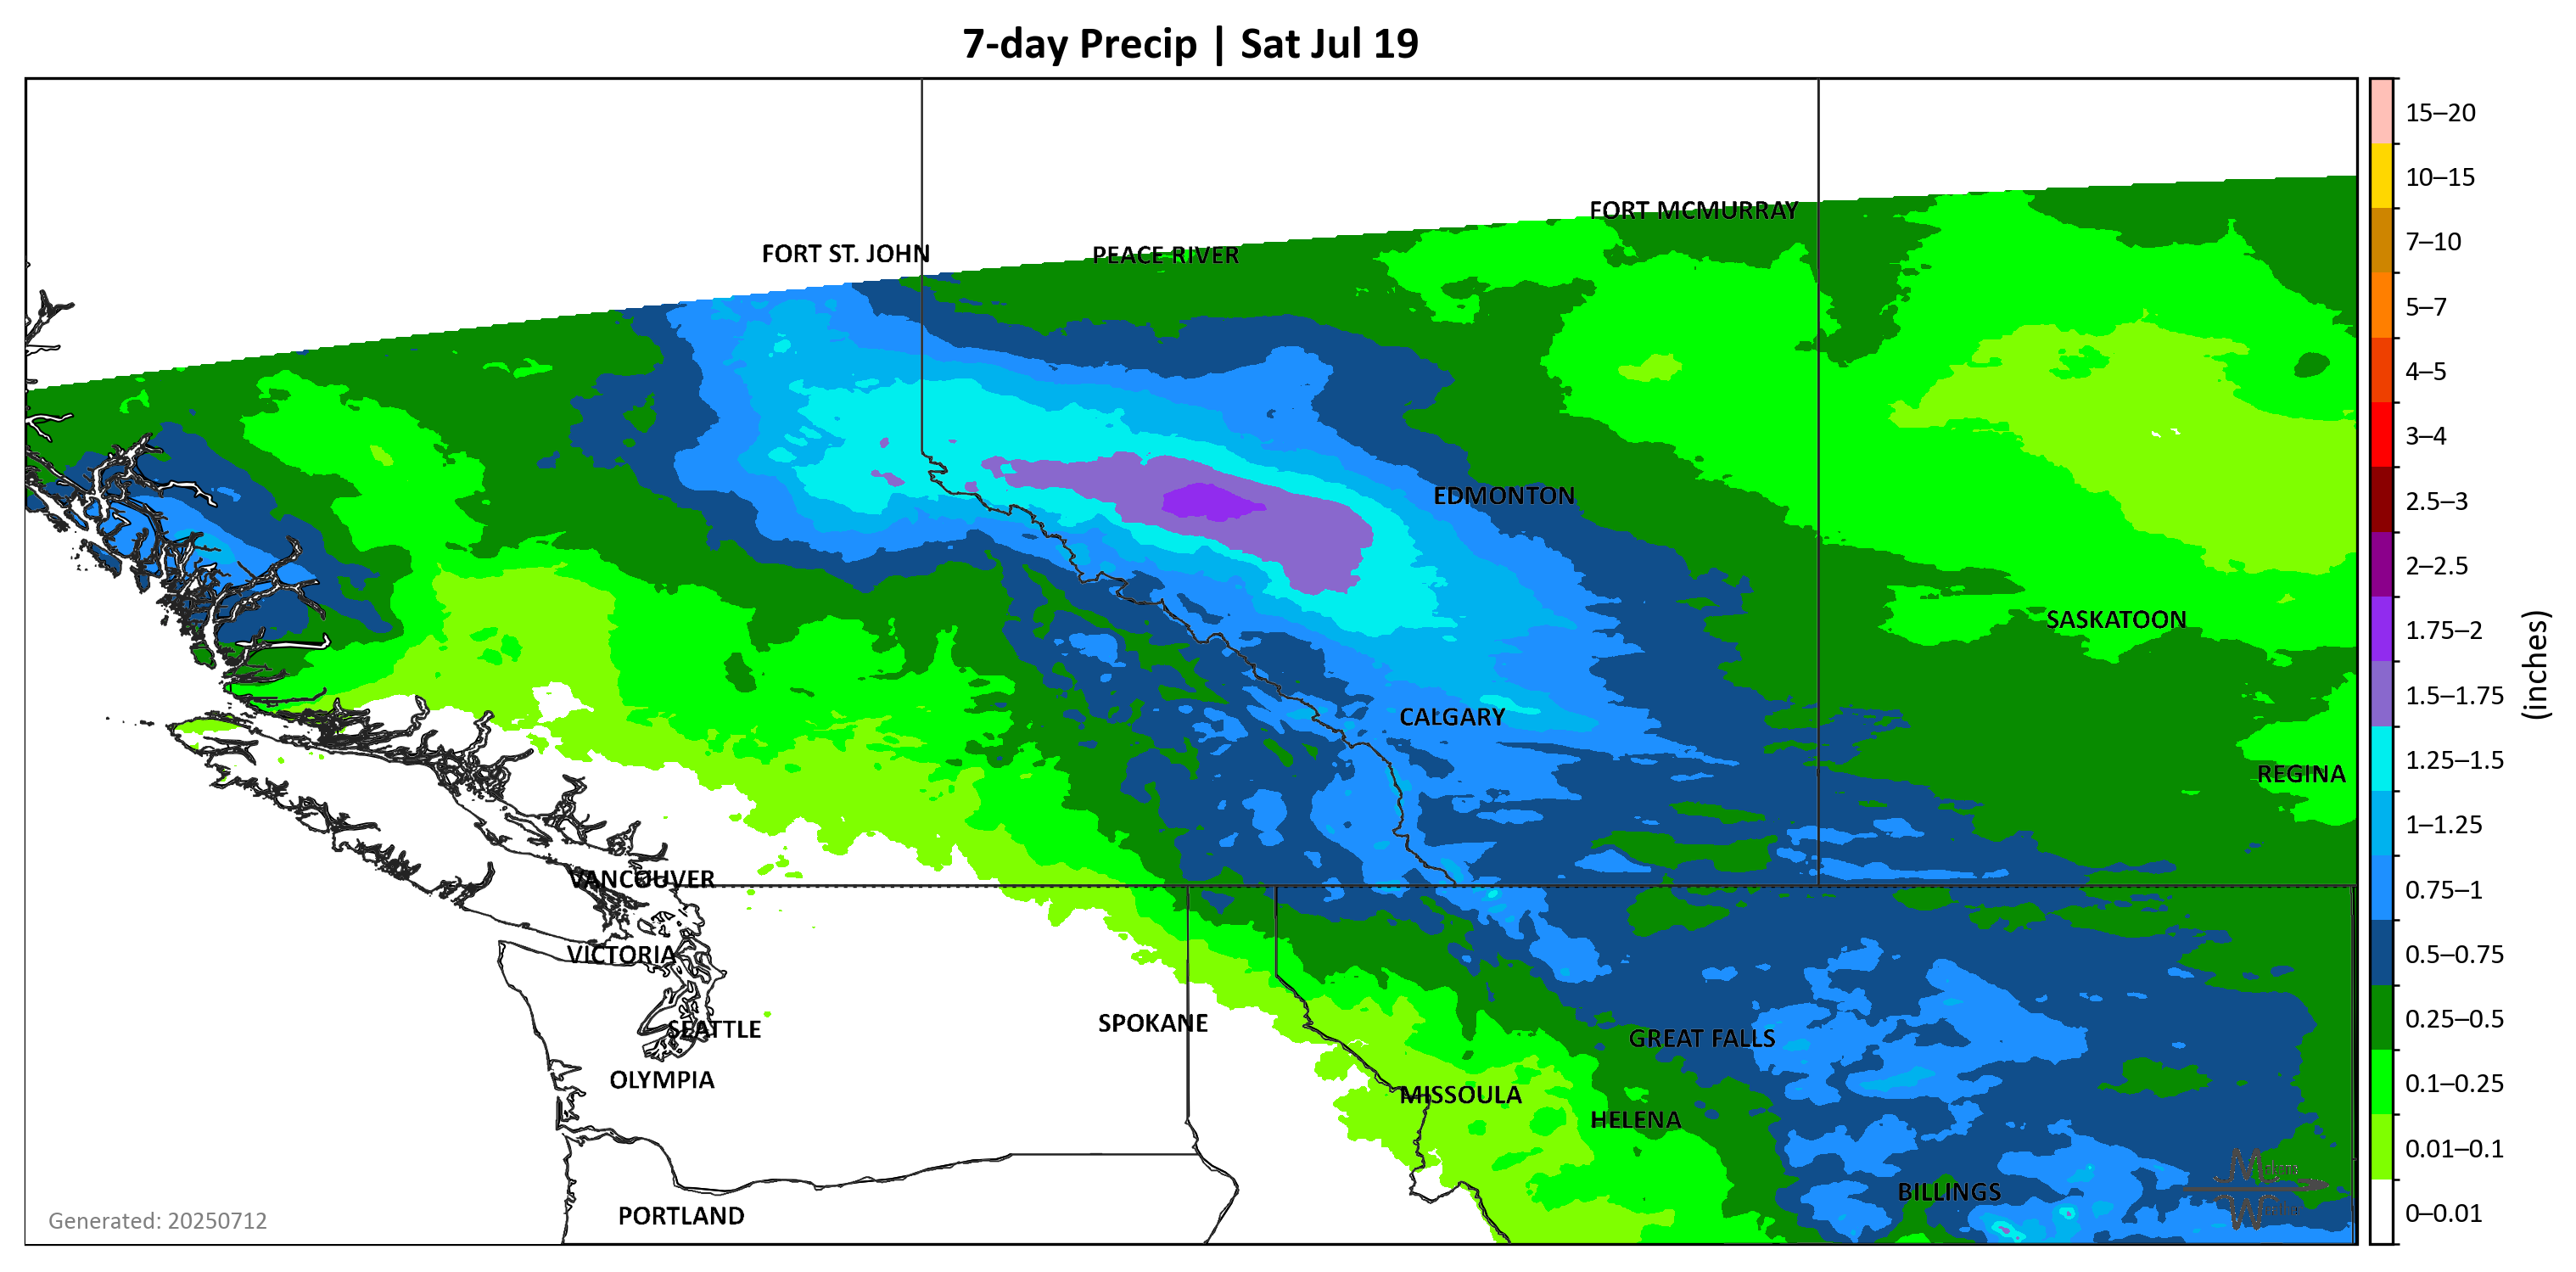 7-day Precip | Sat Jul 19
FORT MCMURRAY
FORT ST. JOHN
PEACE RIVER
EDMONTON
SASKATOON
CALGARY
REGINA
VANCOUVER
VICTORIA
SPOKANE
SEATTLE
GREAT FALLS
OLYMPIA
MISSOULA
HELENA
BILLINGS
PORTLAND
Generated: 20250712
15–20
10–15
7–10
5–7
4–5
3–4
2.5–3
2–2.5
1.75–2
1.5–1.75
1.25–1.5
1–1.25
0.75–1
0.5–0.75
0.25–0.5
0.1–0.25
0.01–0.1
0–0.01
(inches)